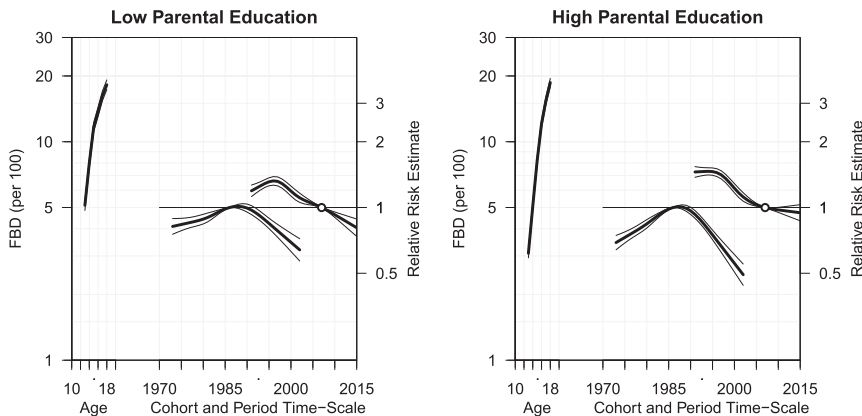 Low Parental Education
30
20
10
5
1
FBD (per 100)
3
2
1
0.5
Relative Risk Estimate
10 18 1970 1985 2000 2015
Age Cohort and Period Time−Scale
High Parental Education
30
20
10
5
1
FBD (per 100)
3
2
1
0.5
Relative Risk Estimate
10 18 1970 1985 2000 2015
Age Cohort and Period Time−Scale